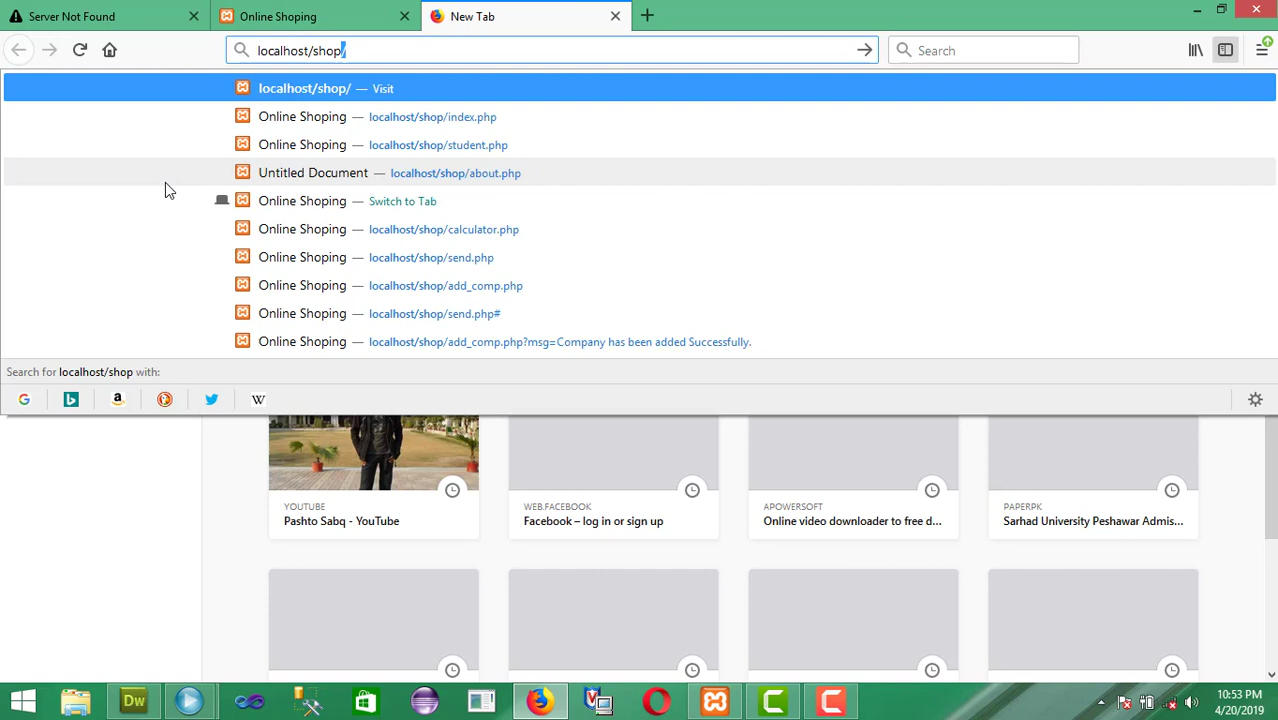 Server Not Found
Online Shoping
New Tab
localhost/shop/
Search
localhost/shop/ — Visit
Online Shoping — localhost/shop/index.php
Online Shoping — localhost/shop/student.php
Untitled Document — localhost/shop/about.php
Online Shoping — Switch to Tab
Online Shoping — localhost/shop/calculator.php
Online Shoping — localhost/shop/send.php
Online Shoping — localhost/shop/add_comp.php
Online Shoping — localhost/shop/send.php#
Online Shoping — localhost/shop/add_comp.php?msg=Company has been added Successfully.
Search for localhost/shop with:
YOUTUBE
Pashto Sabq - YouTube
WEB.FACEBOOK
Facebook – log in or sign up
APOWERSOFT
Online video downloader to free d...
PAPERPK
Sarhad University Peshawar Admis...
Dw
10:53 PM
4/20/2019